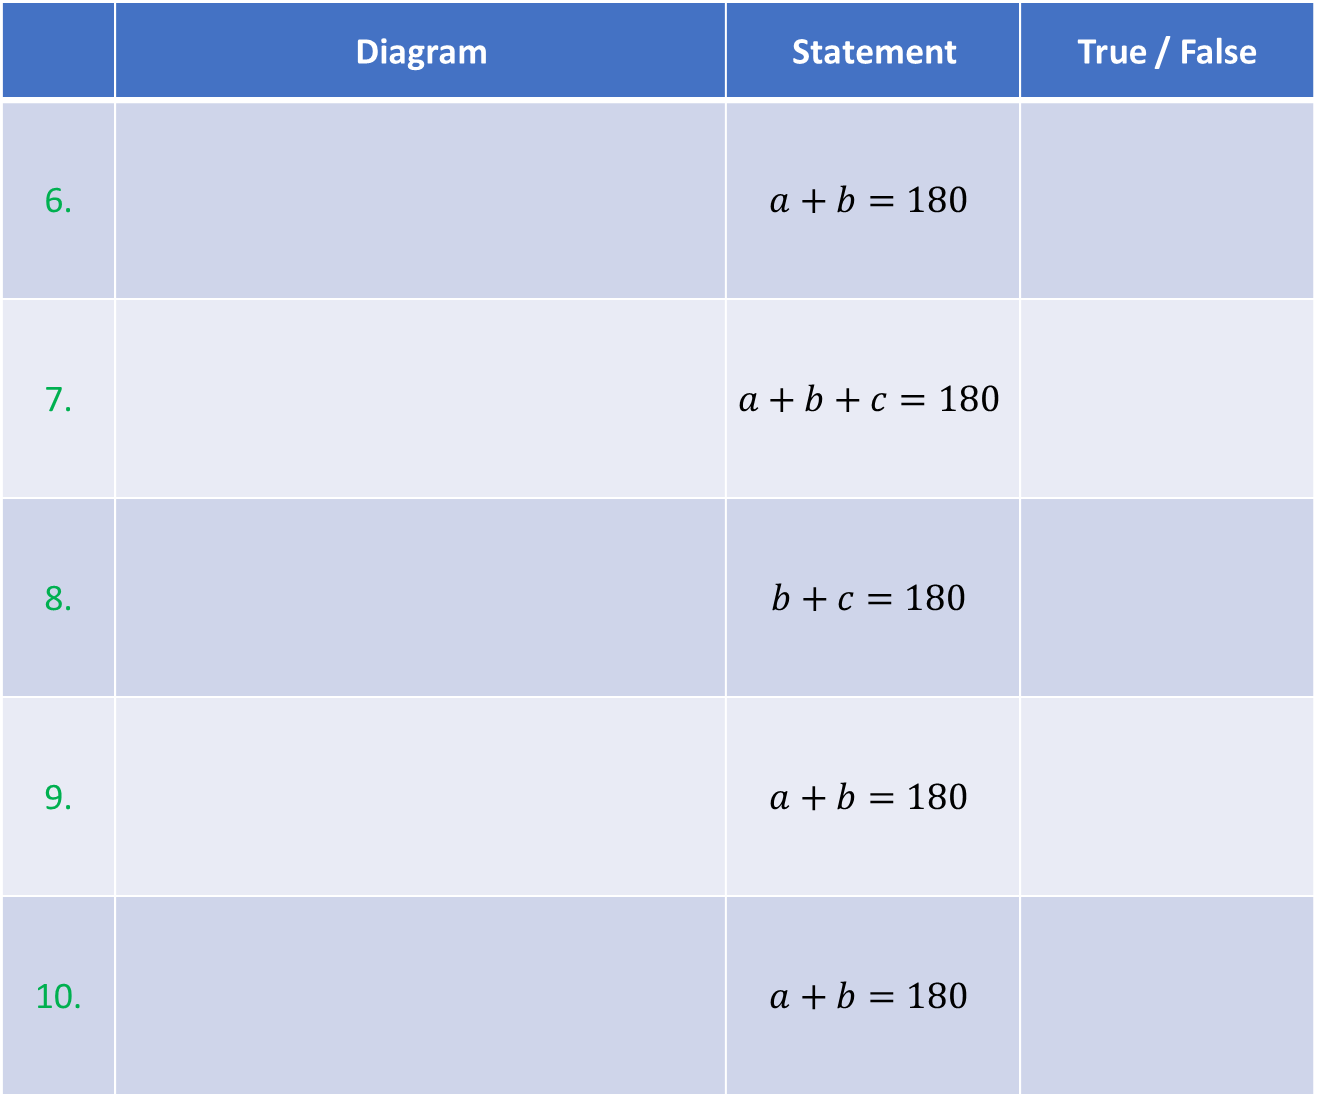 Diagram Statement True / False
6. a + b = 180
7. a + b + c = 180
8. b + c = 180
9. a + b = 180
10. a + b = 180